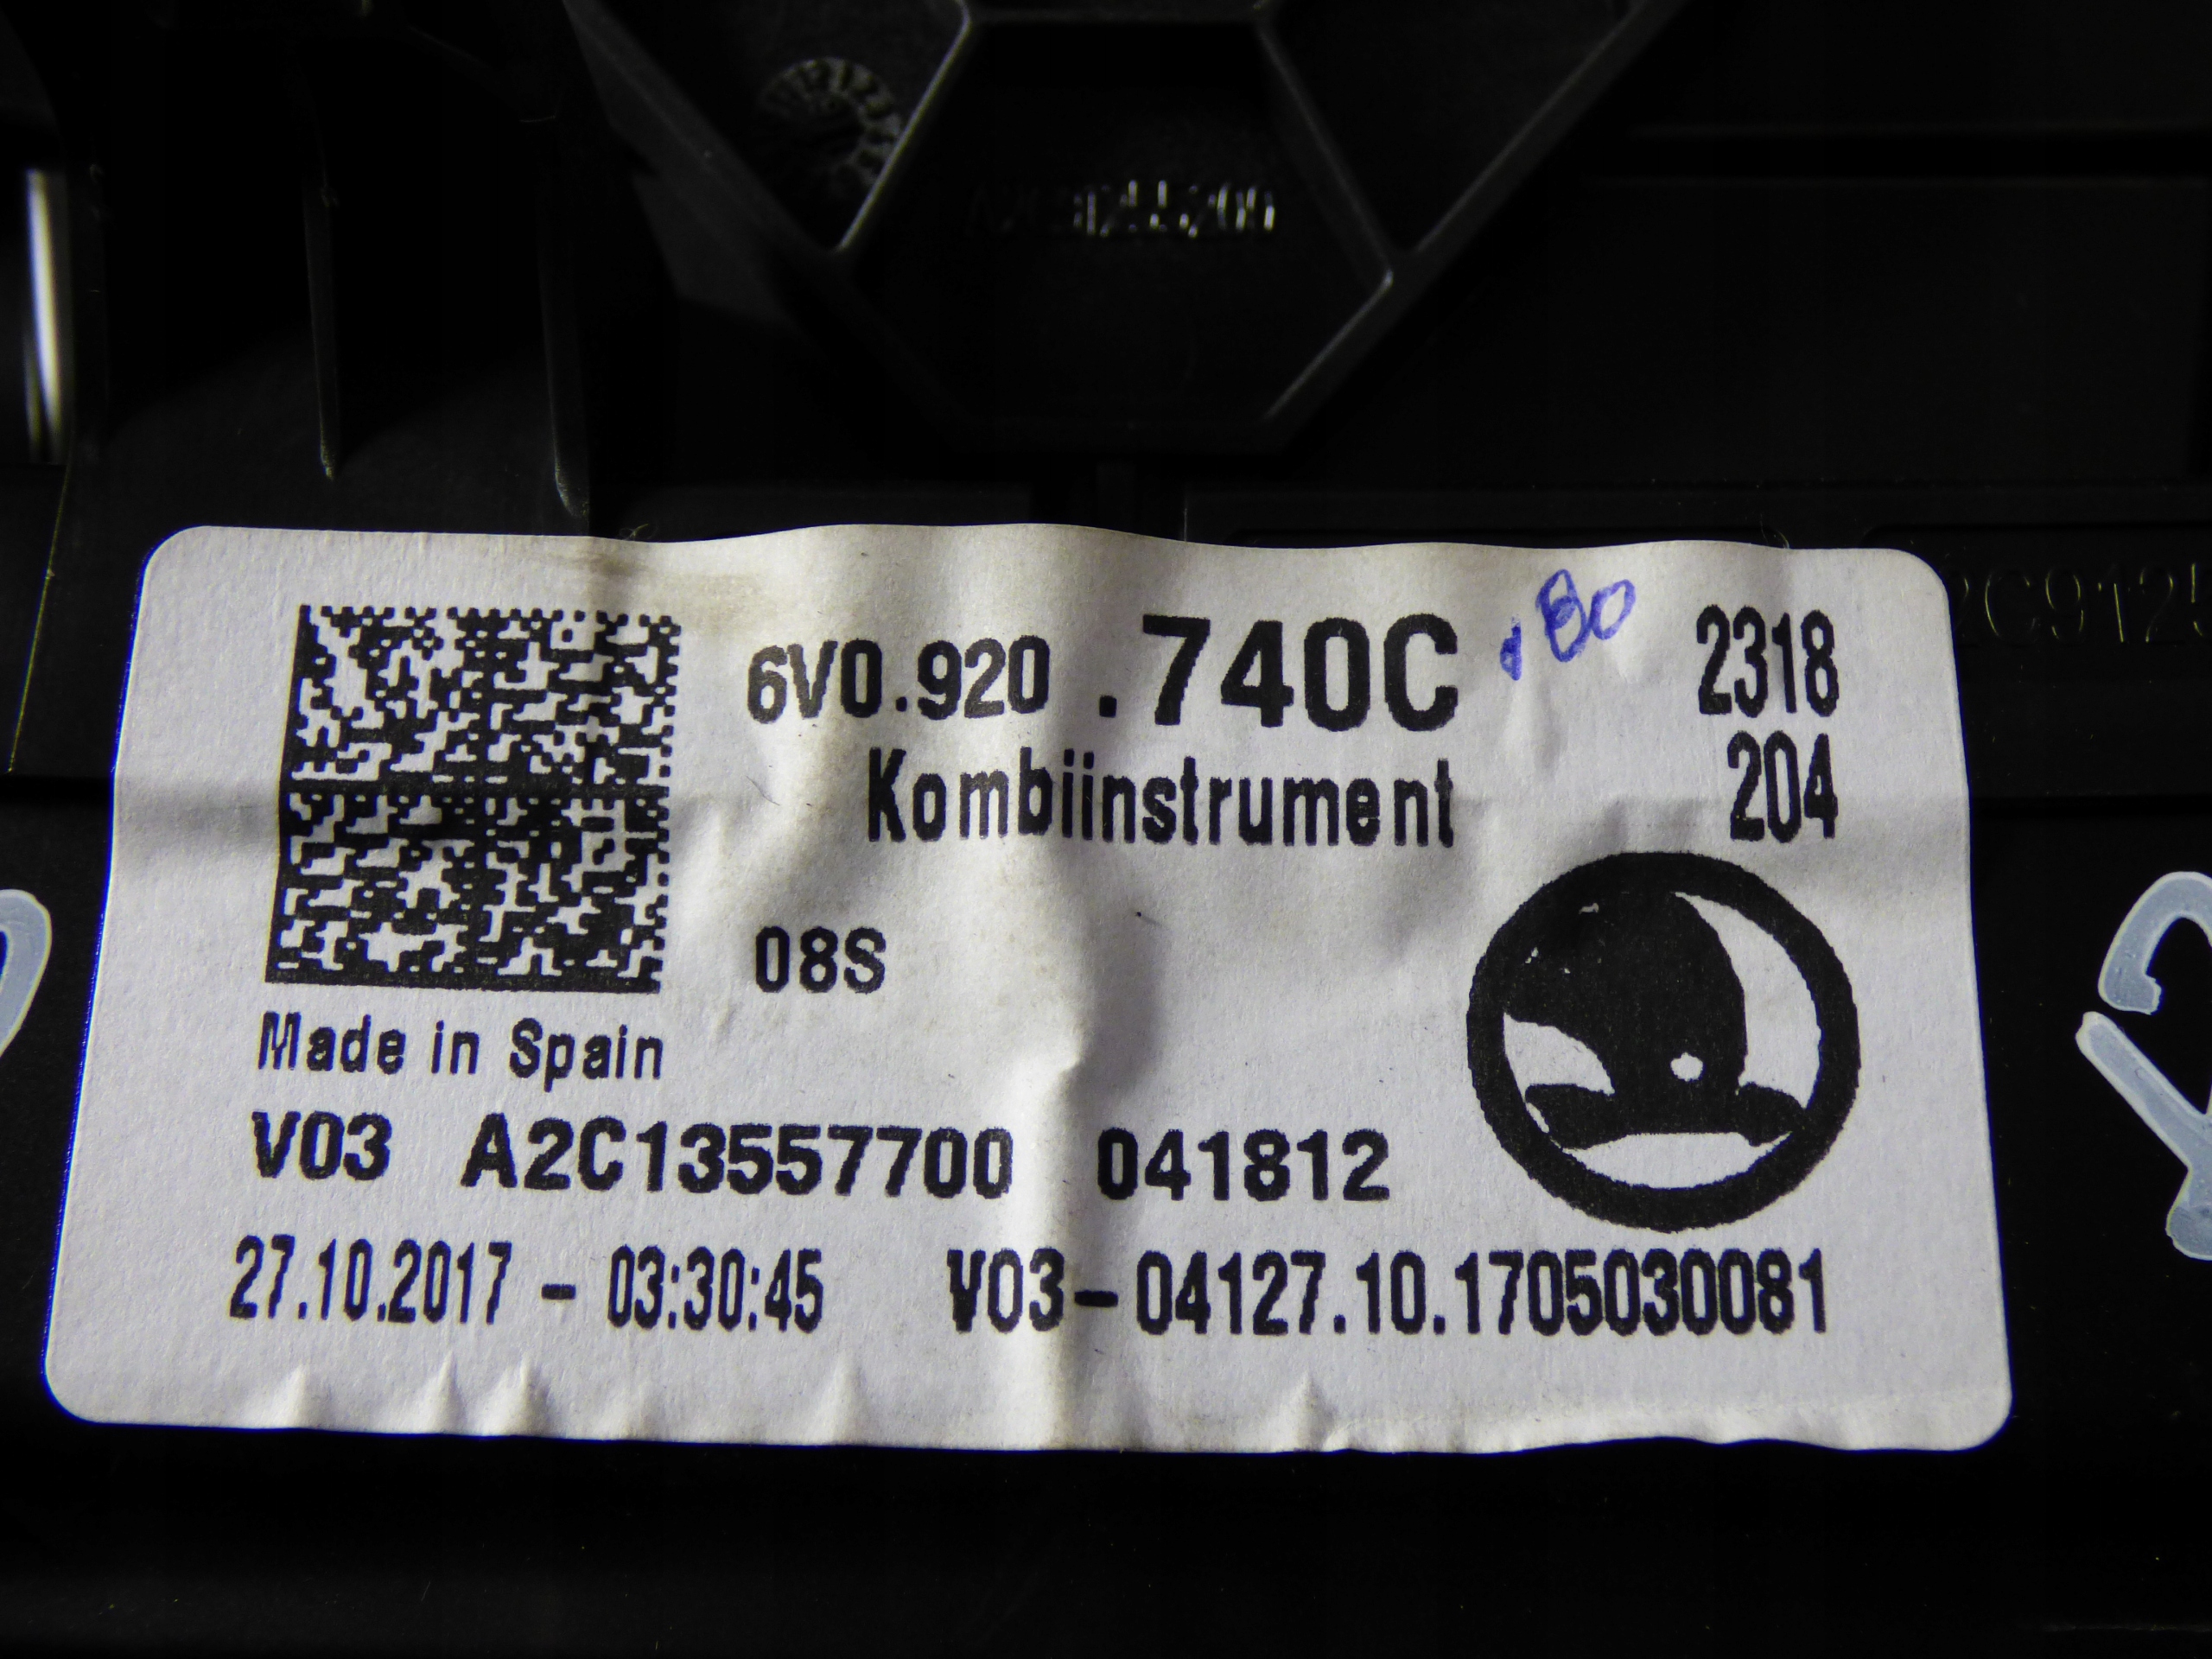 6V0.920 .740C .80 2318
Kombiinstrument 204
08S
Made in Spain
V03 A2C13557700 041812
27.10.2017 - 03:30:45 V03-04127.10.1705030081